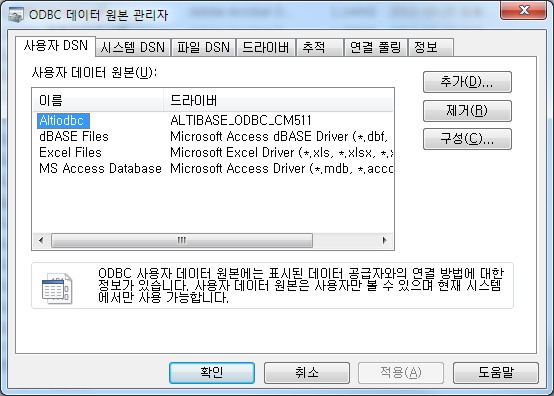 ODBC 데이터 원본 관리자
사용자 DSN 시스템 DSN 파일 DSN 드라이버 추적 연결 풀링 정보
사용자 데이터 원본(U):
추가(D)...
이름 드라이버
Altiodbc ALTIBASE_ODBC_CM511
제거(R)
dBASE Files Microsoft Access dBASE Driver (*.dbf,
구성(C)...
Excel Files Microsoft Excel Driver (*.xls, *.xlsx, *.x
MS Access Database Microsoft Access Driver (*.mdb, *.accc
ODBC 사용자 데이터 원본에는 표시된 데이터 공급자와의 연결 방법에 대한
정보가 있습니다. 사용자 데이터 원본은 사용자만 볼 수 있으며 현재 시스템
에서만 사용 가능합니다.
확인 취소 적용(A) 도움말